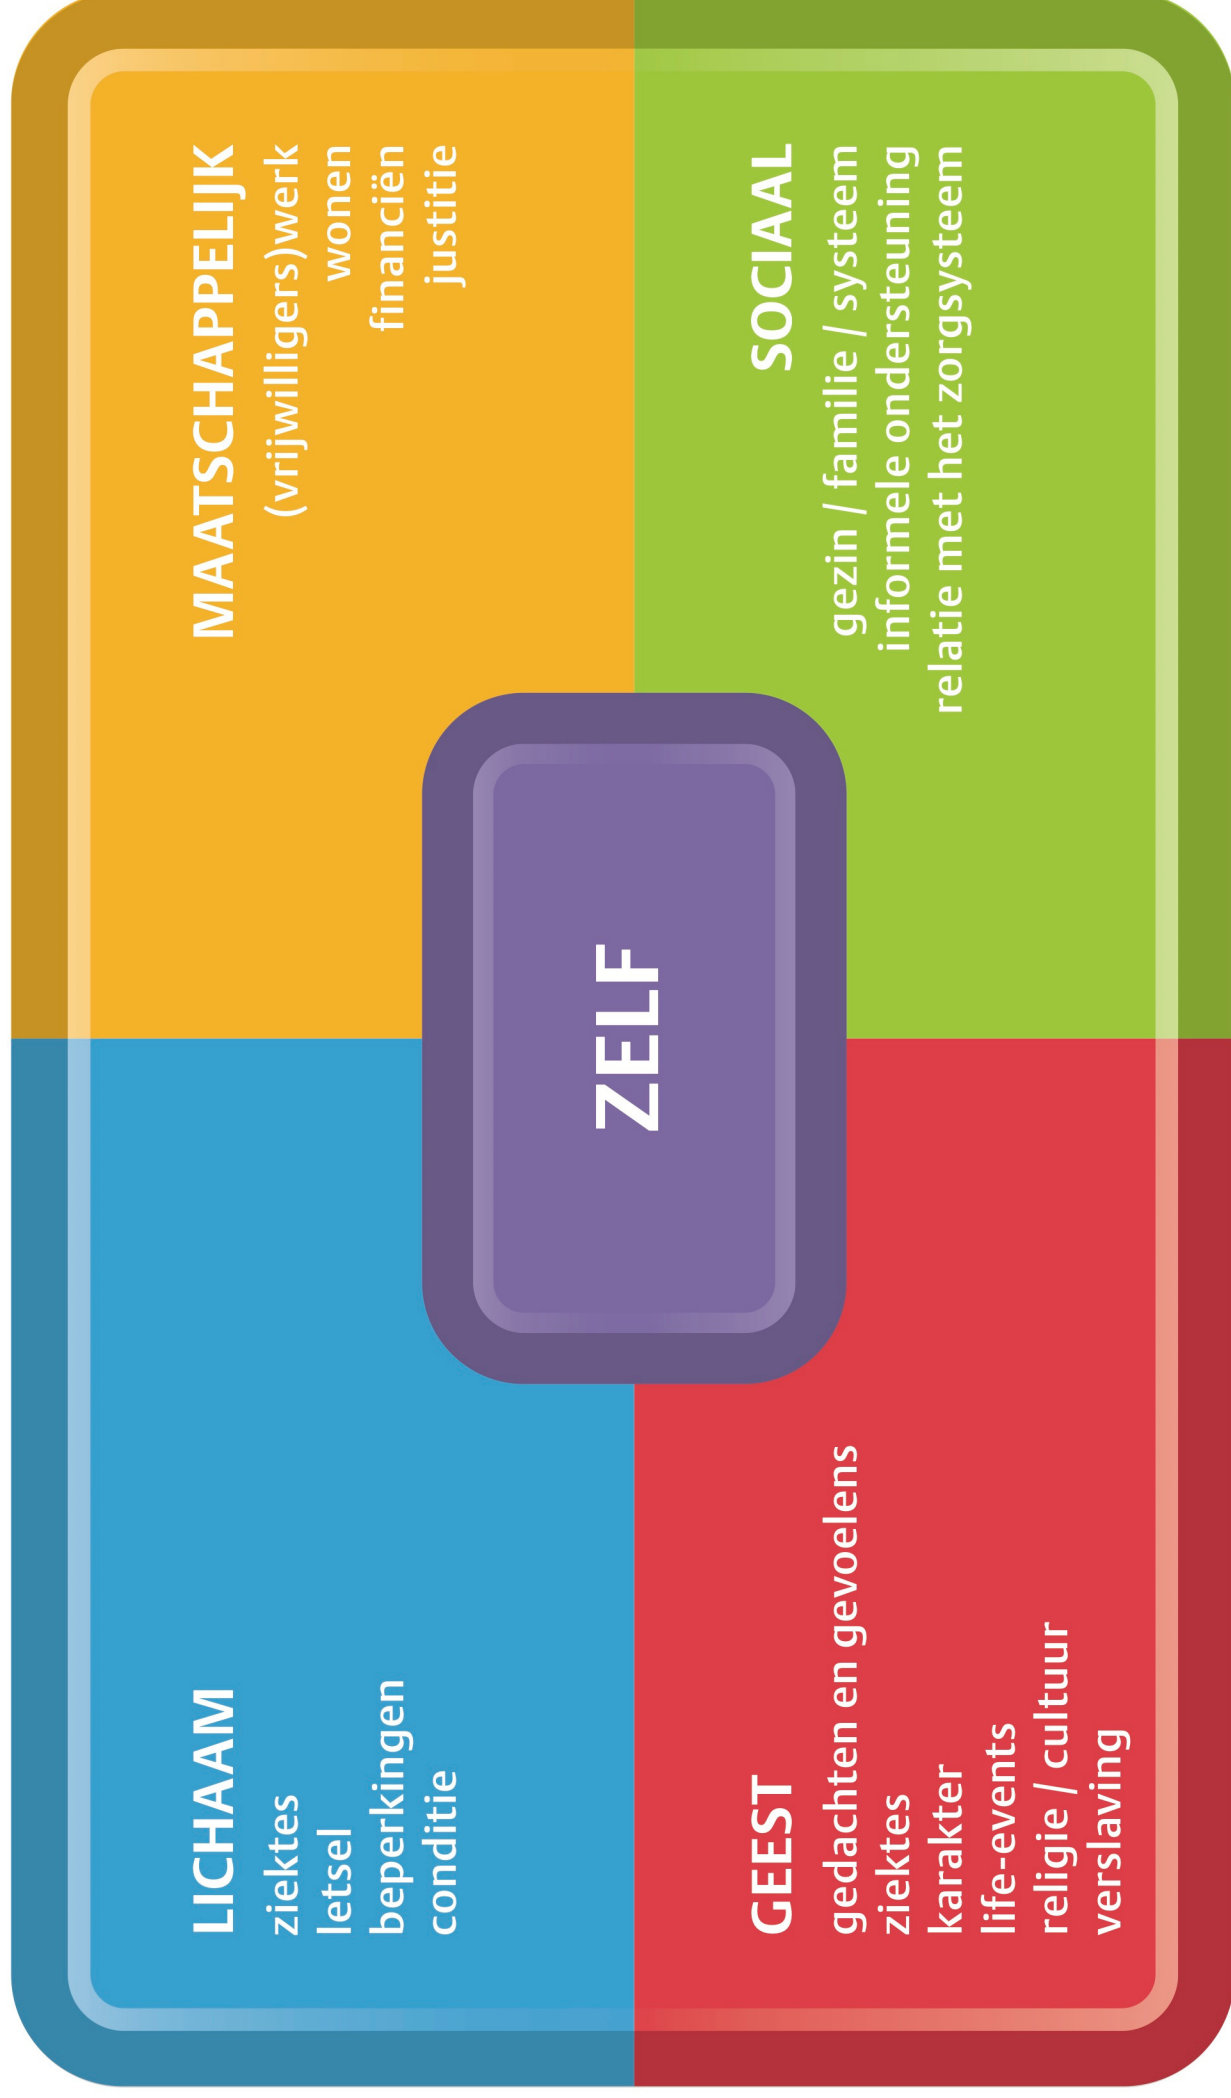 LICHAAM
ziektes
letsel
beperkingen
conditie
MAATSCHAPPELIJK
(vrijwilligers)werk
wonen
financiën
justitie
ZELF
GEEST
gedachten en gevoelens
ziektes
karakter
life-events
religie / cultuur
verslaving
SOCIAAL
gezin / familie / systeem
informele ondersteuning
relatie met het zorgsysteem